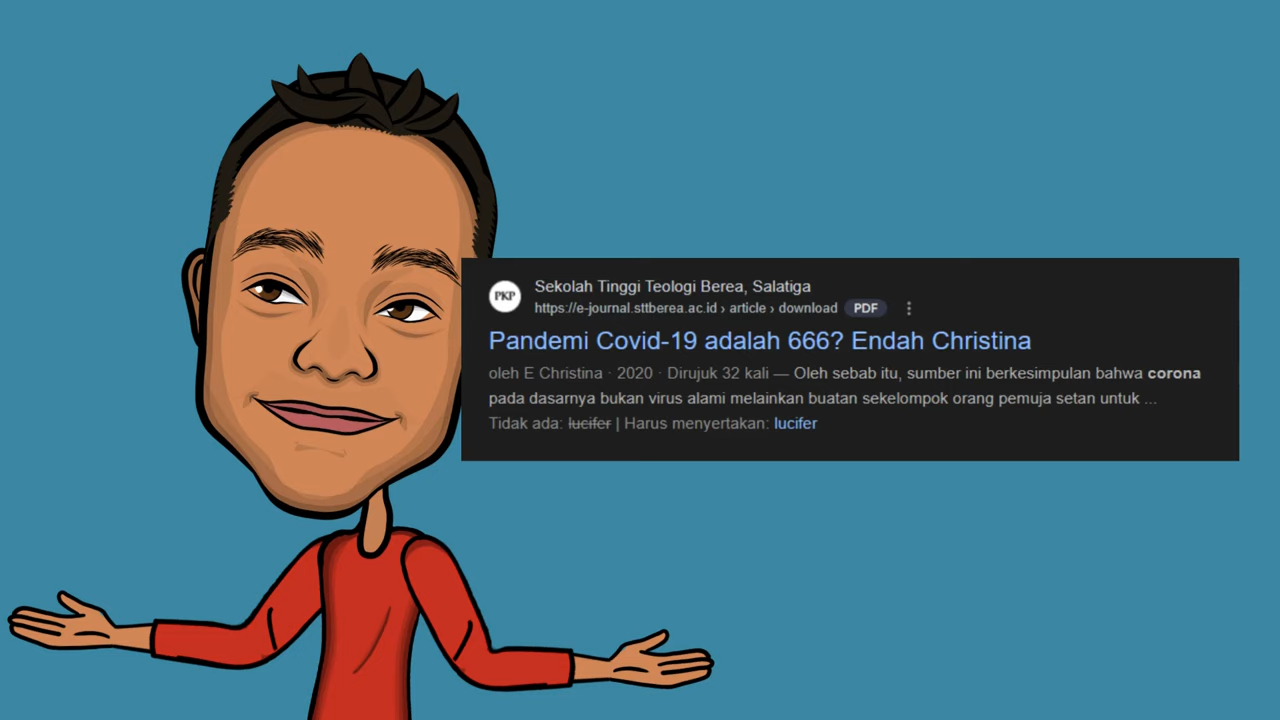 PKP
Sekolah Tinggi Teologi Berea, Salatiga
https://e-journal.sttberea.ac.id › article › download PDF
Pandemi Covid-19 adalah 666? Endah Christina
oleh E Christina · 2020 · Dirujuk 32 kali — Oleh sebab itu, sumber ini berkesimpulan bahwa corona
pada dasarnya bukan virus alami melainkan buatan sekelompok orang pemuja setan untuk ...
Tidak ada: lucifer | Harus menyertakan: lucifer